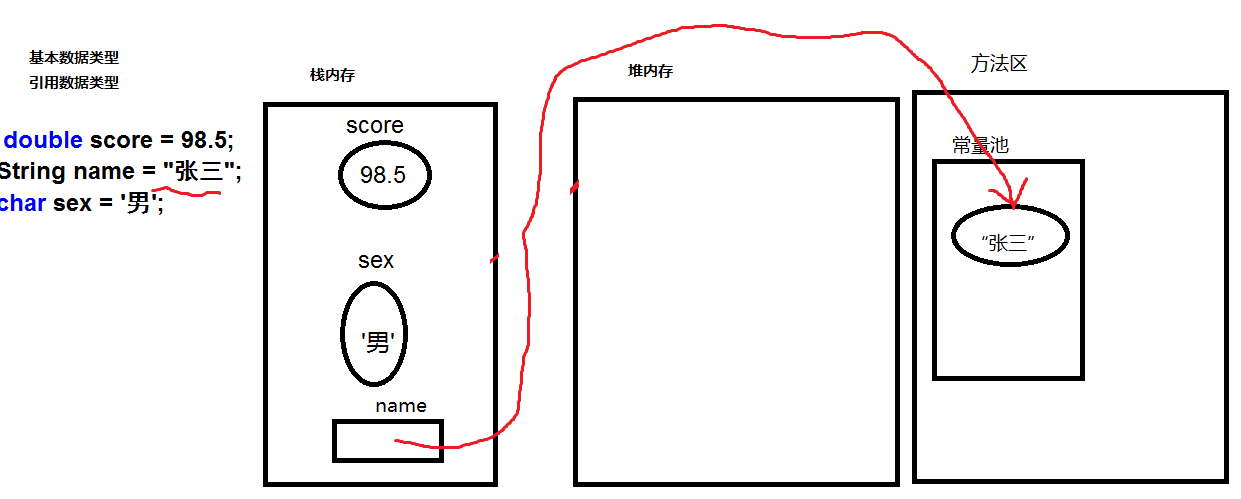 基本数据类型
引用数据类型
double score = 98.5;
String name = "张三";
char sex = '男';
栈内存
score
98.5
sex
'男'
name
堆内存
方法区
常量池
“张三”